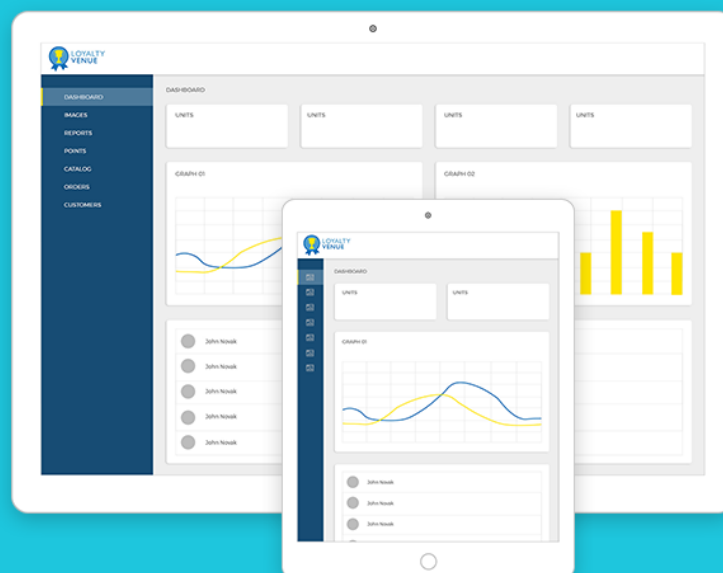 LOYALTY
VENUE
DASHBOARD
IMAGES
REPORTS
POINTS
CATALOG
ORDERS
CUSTOMERS
DASHBOARD
UNITS
UNITS
UNITS
UNITS
GRAPH 01
GRAPH 02
John Novak
John Novak
John Novak
John Novak
John Novak
LOYALTY
VENUE
DASHBOARD
UNITS
UNITS
GRAPH 01
John Novak
John Novak
John Novak